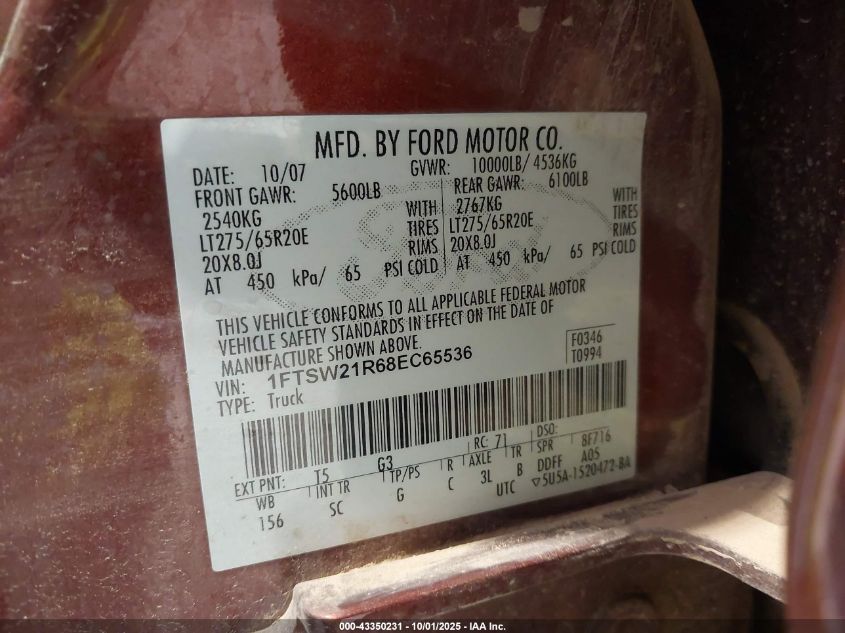 MFD. BY FORD MOTOR CO.
DATE: 10/07 GVWR: 10000LB/ 4536KG
FRONT GAWR: 5600LB REAR GAWR: 6100LB
2540KG WITH 2767KG WITH
LT275/65R20E TIRES LT275/65R20E TIRES
20X8.0J RIMS 20X8.0J RIMS
AT 450 kPa/ 65 PSI COLD AT 450 kPa/ 65 PSI COLD
THIS VEHICLE CONFORMS TO ALL APPLICABLE FEDERAL MOTOR
VEHICLE SAFETY STANDARDS IN EFFECT ON THE DATE OF
MANUFACTURE SHOWN ABOVE.
F0346
T0994
VIN: 1FTSW21R68EC65536
TYPE: Truck
EXT PNT: T5 G3 RC: 71 DSO:
WB INT TR TP/PS R AXLE TR SPR 8F716
156 SC G C 3L B DDFF A05
UTC ▽5U5A-1520472-BA
000-43350231 - 10/01/2025 - IAA Inc.